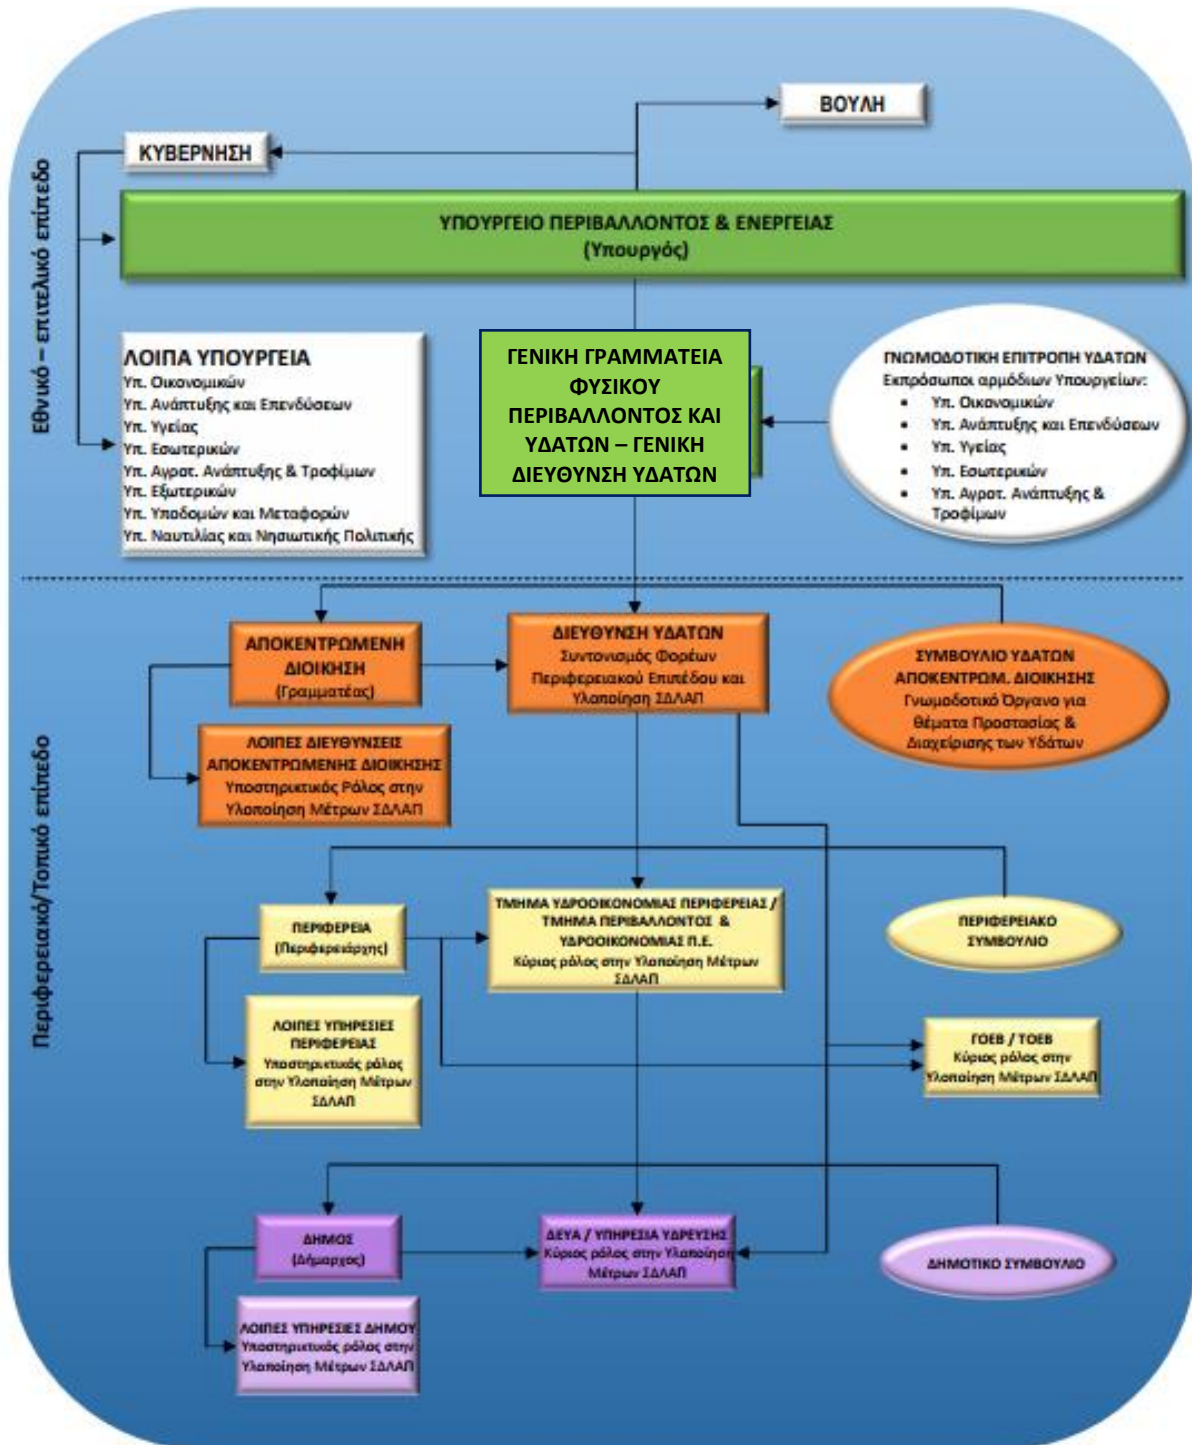 ΒΟΥΛΗ
ΚΥΒΕΡΝΗΣΗ
Εθνικό – επιτελικό επίπεδο
ΥΠΟΥΡΓΕΙΟ ΠΕΡΙΒΑΛΛΟΝΤΟΣ & ΕΝΕΡΓΕΙΑΣ
(Υπουργός)
ΛΟΙΠΑ ΥΠΟΥΡΓΕΙΑ
Υπ. Οικονομικών
Υπ. Ανάπτυξης και Επενδύσεων
Υπ. Υγείας
Υπ. Εσωτερικών
Υπ. Αγροτ. Ανάπτυξης & Τροφίμων
Υπ. Εξωτερικών
Υπ. Υποδομών και Μεταφορών
Υπ. Ναυτιλίας και Νησιωτικής Πολιτικής
ΓΕΝΙΚΗ ΓΡΑΜΜΑΤΕΙΑ
ΦΥΣΙΚΟΥ
ΠΕΡΙΒΑΛΛΟΝΤΟΣ ΚΑΙ
ΥΔΑΤΩΝ – ΓΕΝΙΚΗ
ΔΙΕΥΘΥΝΣΗ ΥΔΑΤΩΝ
ΓΝΩΜΟΔΟΤΙΚΗ ΕΠΙΤΡΟΠΗ ΥΔΑΤΩΝ
Εκπρόσωποι αρμόδιων Υπουργείων:
• Υπ. Οικονομικών
• Υπ. Ανάπτυξης και Επενδύσεων
• Υπ. Υγείας
• Υπ. Εσωτερικών
• Υπ. Αγροτ. Ανάπτυξης &
Τροφίμων
Περιφερειακό/Τοπικό επίπεδο
ΑΠΟΚΕΝΤΡΩΜΕΝΗ
ΔΙΟΙΚΗΣΗ
(Γραμματέας)
ΔΙΕΥΘΥΝΣΗ ΥΔΑΤΩΝ
Συντονισμός Φορέων
Περιφερειακού Επιπέδου και
Υλοποίηση ΣΔΛΑΠ
ΣΥΜΒΟΥΛΙΟ ΥΔΑΤΩΝ
ΑΠΟΚΕΝΤΡΩΜ. ΔΙΟΙΚΗΣΗΣ
Γνωμοδοτικό Όργανο για
θέματα Προστασίας &
Διαχείρισης των Υδάτων
ΛΟΙΠΕΣ ΔΙΕΥΘΥΝΣΕΙΣ
ΑΠΟΚΕΝΤΡΩΜΕΝΗΣ ΔΙΟΙΚΗΣΗΣ
Υποστηρικτικός Ρόλος στην
Υλοποίηση Μέτρων ΣΔΛΑΠ
ΠΕΡΙΦΕΡΕΙΑ
(Περιφερειάρχης)
ΤΜΗΜΑ ΥΔΡΟΟΙΚΟΝΟΜΙΑΣ ΠΕΡΙΦΕΡΕΙΑΣ /
ΤΜΗΜΑ ΠΕΡΙΒΑΛΛΟΝΤΟΣ &
ΥΔΡΟΟΙΚΟΝΟΜΙΑΣ Π.Ε.
Κύριος ρόλος στην Υλοποίηση Μέτρων
ΣΔΛΑΠ
ΠΕΡΙΦΕΡΕΙΑΚΟ
ΣΥΜΒΟΥΛΙΟ
ΛΟΙΠΕΣ ΥΠΗΡΕΣΙΕΣ
ΠΕΡΙΦΕΡΕΙΑΣ
Υποστηρικτικός ρόλος
στην Υλοποίηση Μέτρων
ΣΔΛΑΠ
ΓΟΕΒ / ΤΟΕΒ
Κύριος ρόλος στην
Υλοποίηση Μέτρων ΣΔΛΑΠ
ΔΗΜΟΣ
(Δήμαρχος)
ΔΕΥΑ / ΥΠΗΡΕΣΙΑ ΥΔΡΕΥΣΗΣ
Κύριος ρόλος στην Υλοποίηση
Μέτρων ΣΔΛΑΠ
ΔΗΜΟΤΙΚΟ ΣΥΜΒΟΥΛΙΟ
ΛΟΙΠΕΣ ΥΠΗΡΕΣΙΕΣ ΔΗΜΟΥ
Υποστηρικτικός ρόλος στην
Υλοποίηση Μέτρων ΣΔΛΑΠ